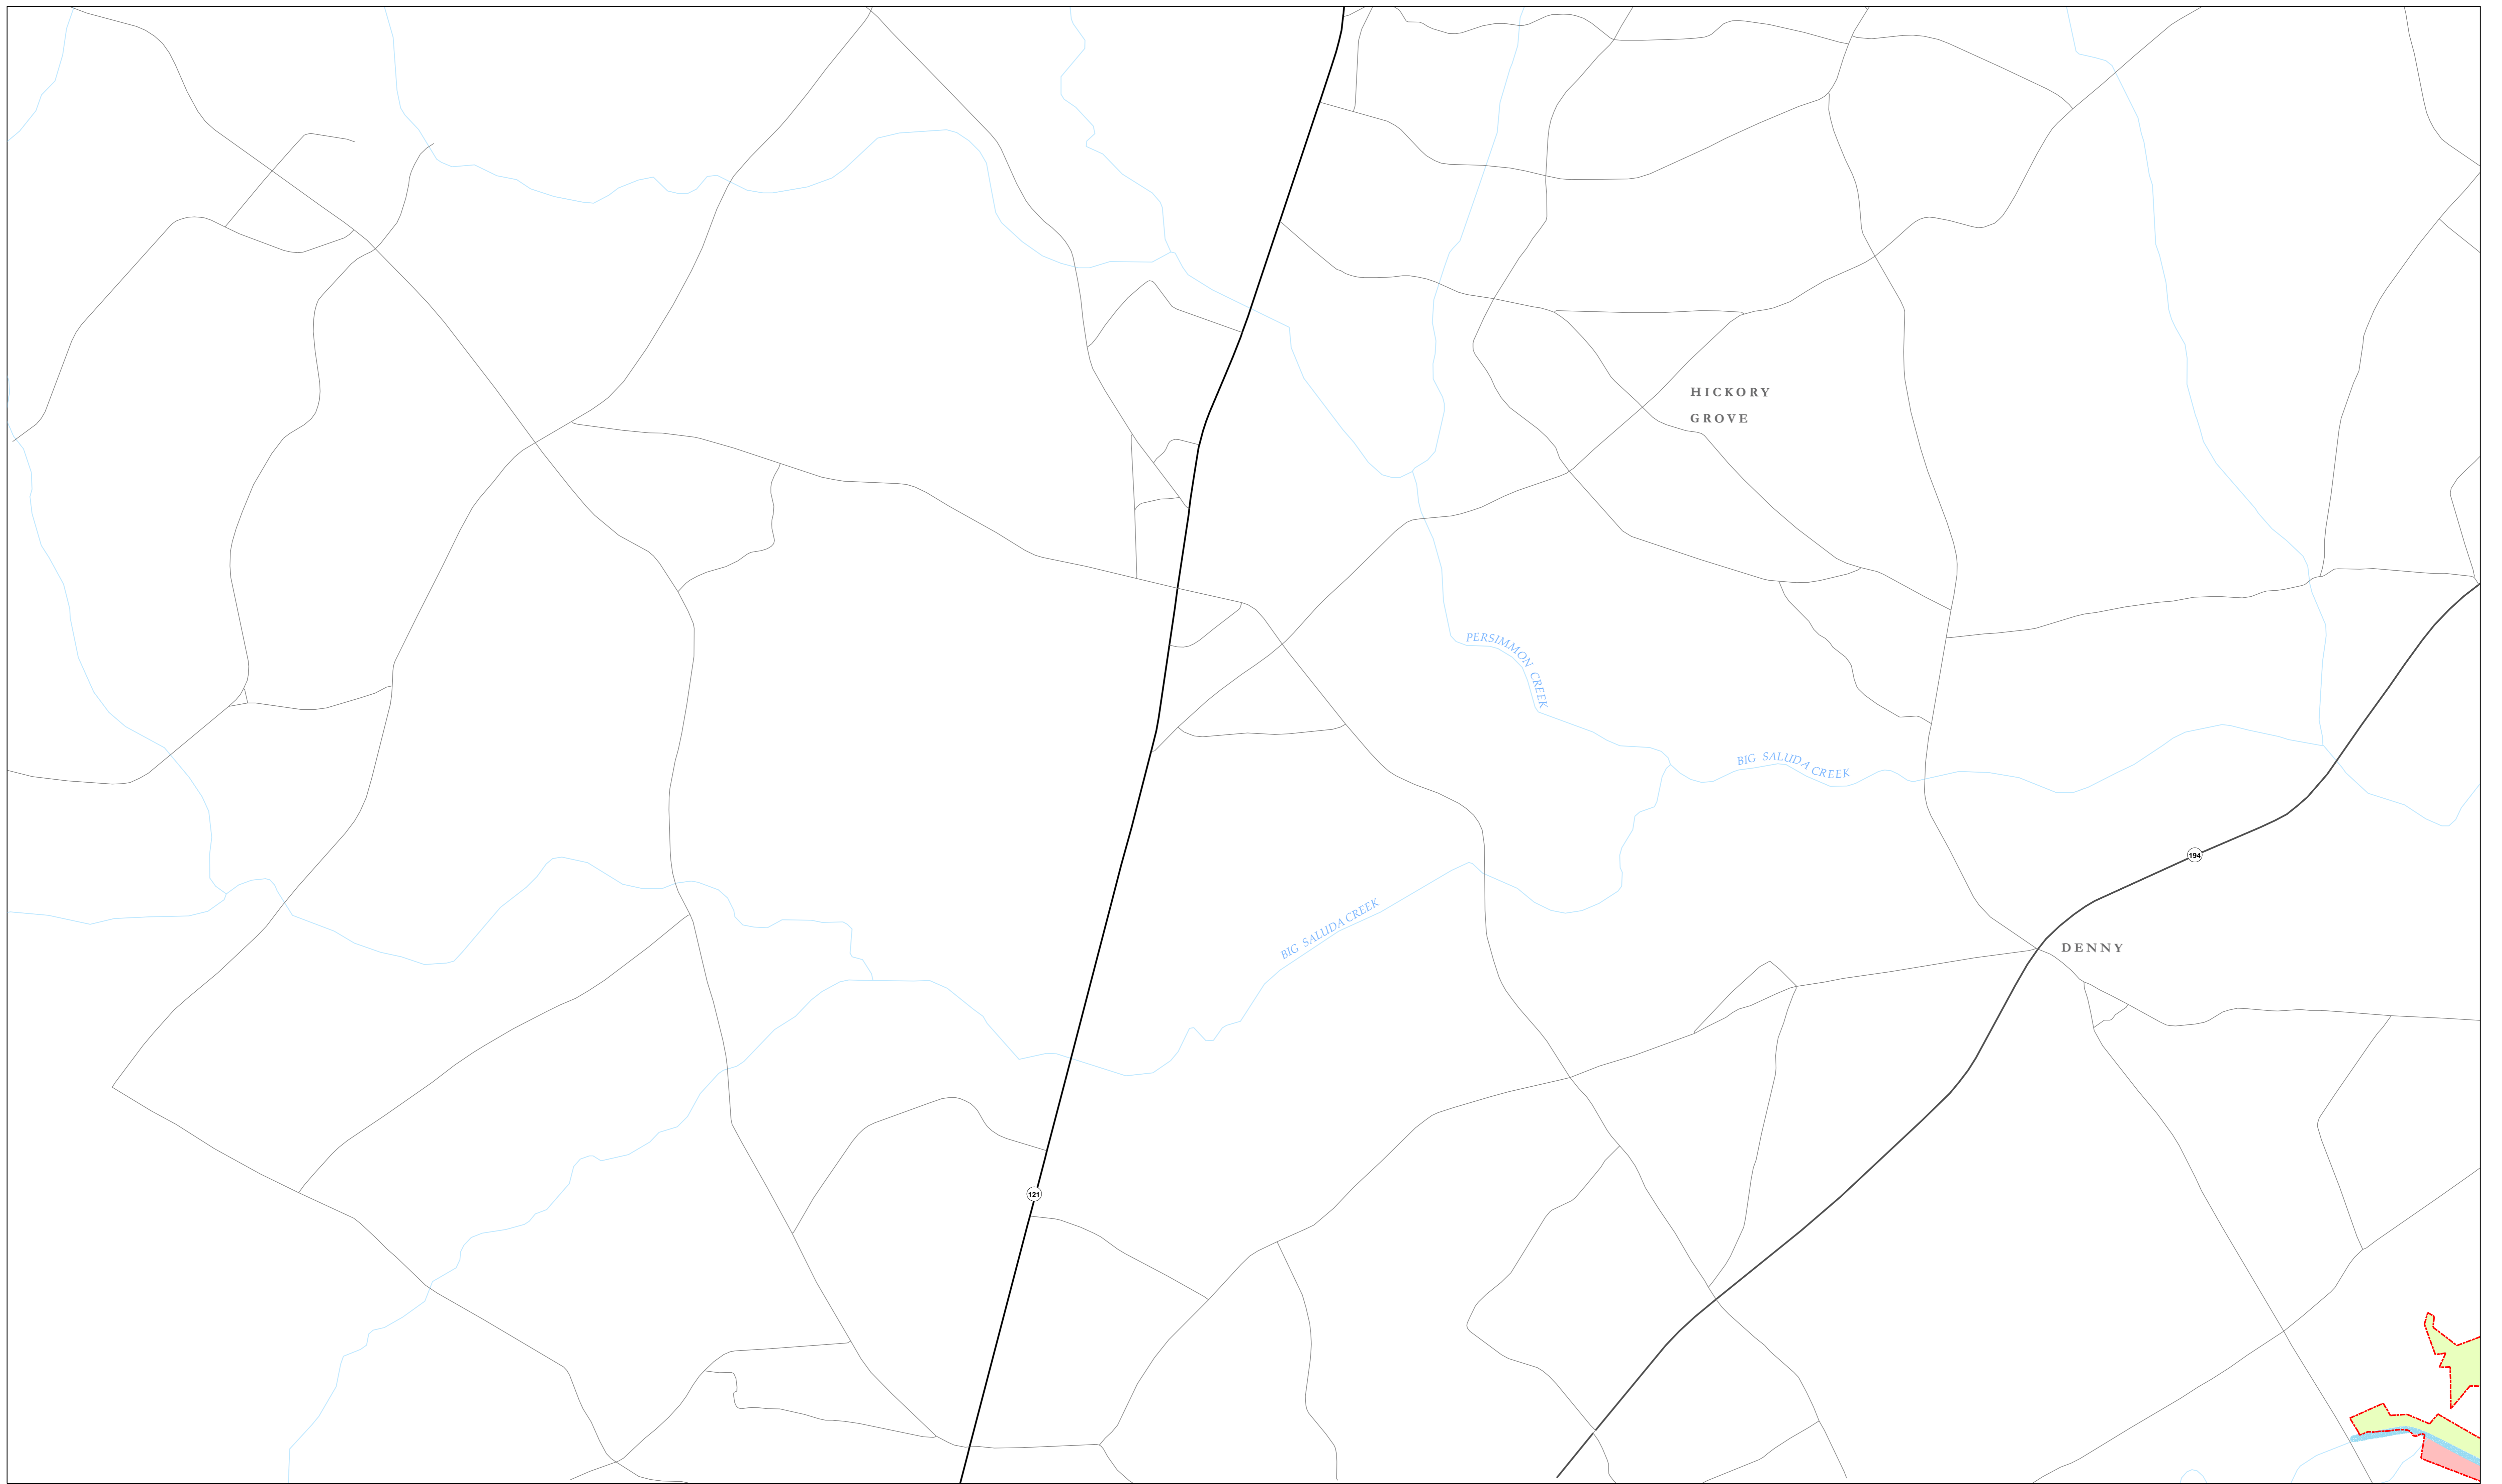 HICKORY
GROVE
PERSIMMON CREEK
BIG SALUDA CREEK
194
BIG SALUDA CREEK
DENNY
121